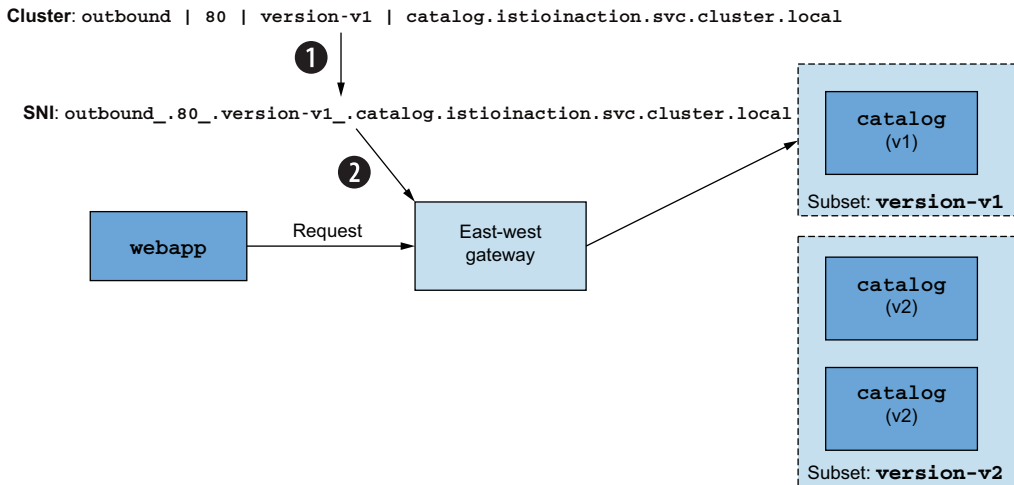 Cluster: outbound | 80 | version-v1 | catalog.istioinaction.svc.cluster.local
1
SNI: outbound_.80_.version-v1_.catalog.istioinaction.svc.cluster.local
2
catalog
(v1)
Subset: version-v1
webapp
Request
East-west
gateway
catalog
(v2)
catalog
(v2)
Subset: version-v2